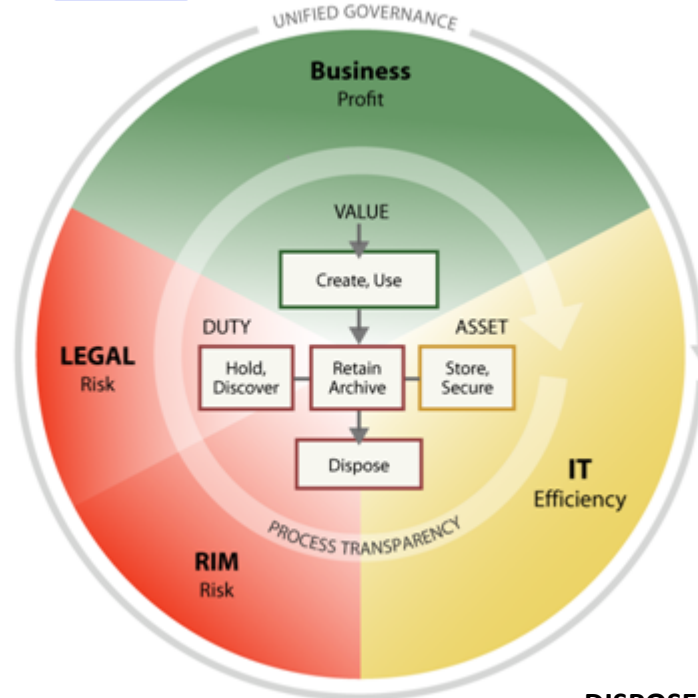 UNIFIED GOVERNANCE
Business
Profit
VALUE
Create, Use
DUTY
ASSET
Hold,
Discover
Retain
Archive
Store,
Secure
LEGAL
Risk
Dispose
IT
Efficiency
PROCESS TRANSPARENCY
RIM
Risk
DISPOSE